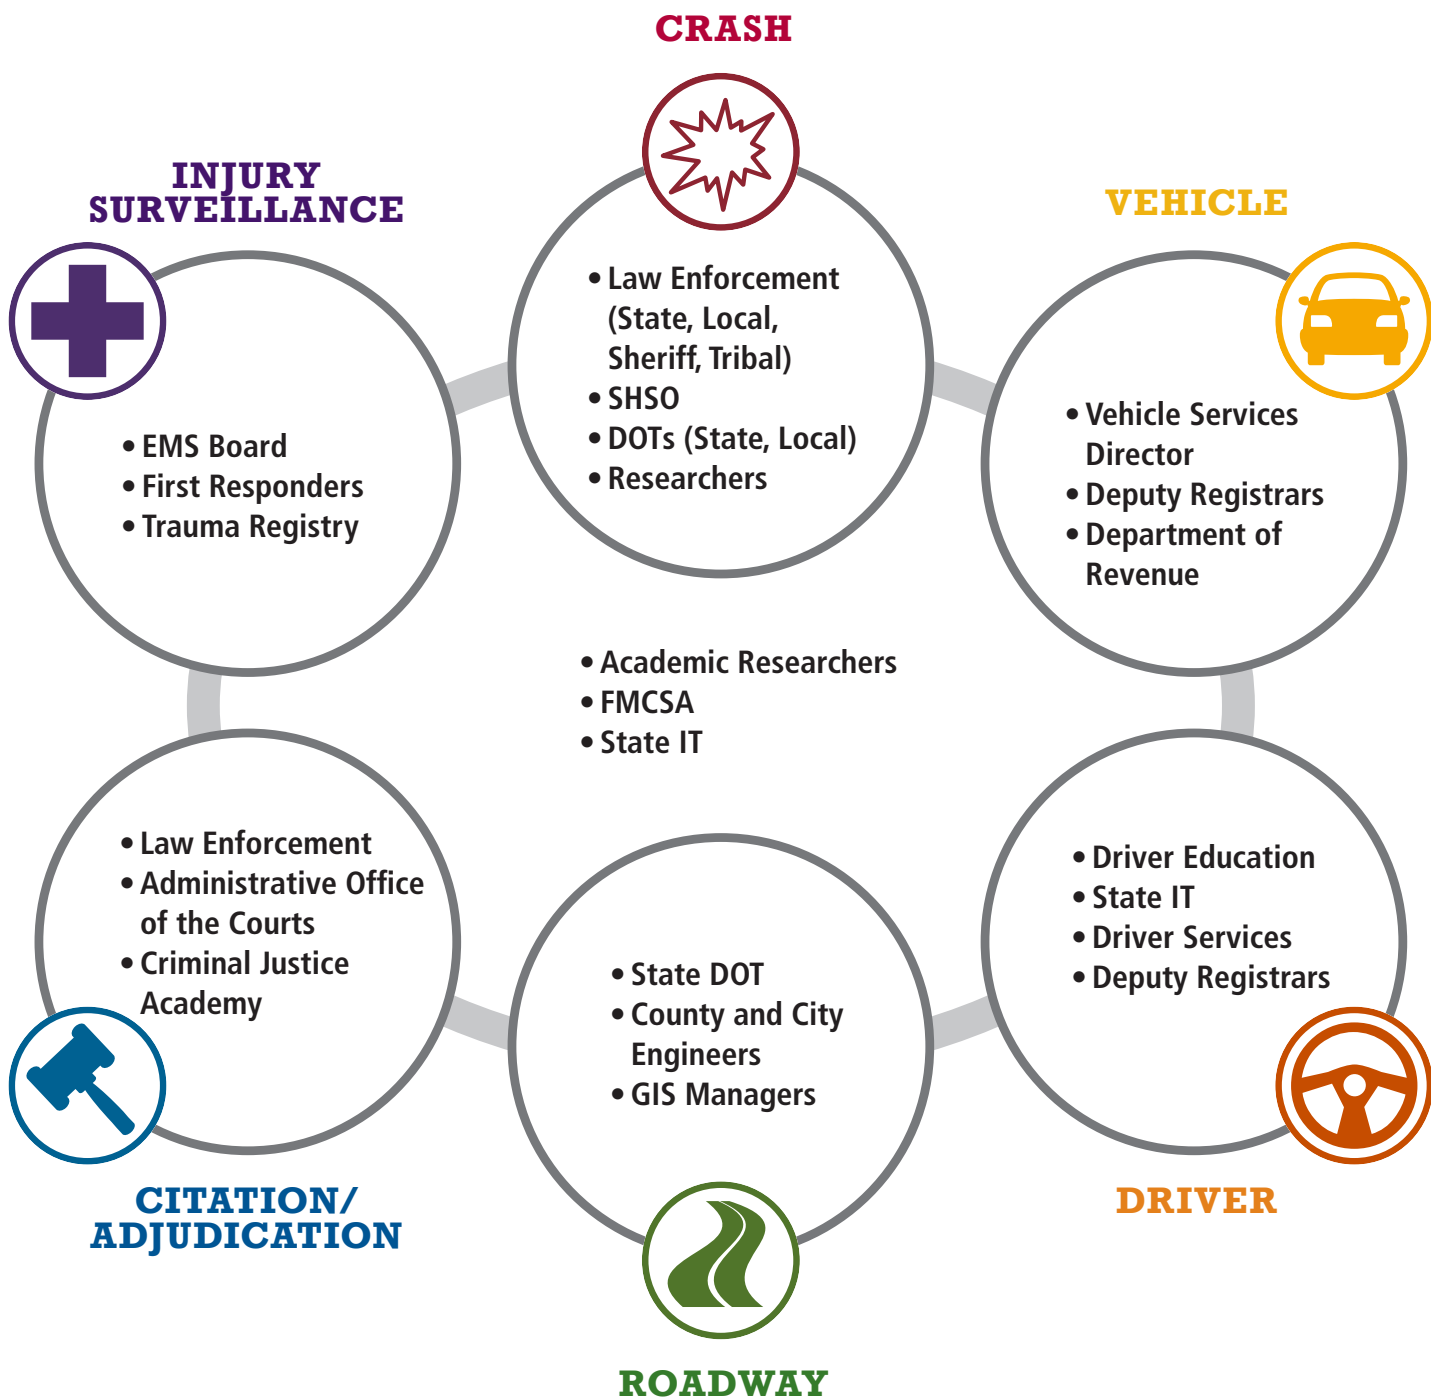 CRASH
• Law Enforcement
(State, Local,
Sheriff, Tribal)
• SHSO
• DOTs (State, Local)
• Researchers
INJURY
SURVEILLANCE
• EMS Board
• First Responders
• Trauma Registry
VEHICLE
• Vehicle Services
Director
• Deputy Registrars
• Department of
Revenue
• Academic Researchers
• FMCSA
• State IT
• Law Enforcement
• Administrative Office
of the Courts
• Criminal Justice
Academy
CITATION/
ADJUDICATION
• State DOT
• County and City
Engineers
• GIS Managers
ROADWAY
• Driver Education
• State IT
• Driver Services
• Deputy Registrars
DRIVER